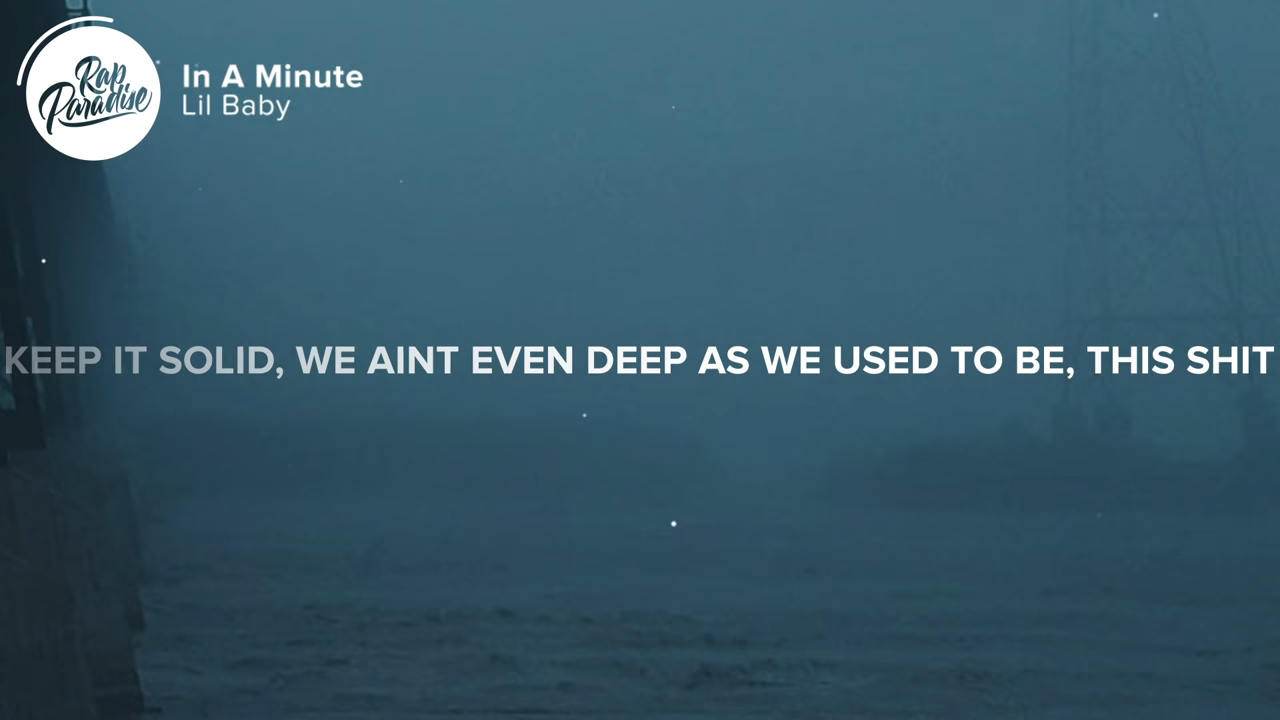 Rap
Paradise
In A Minute
Lil Baby
KEEP IT SOLID, WE AINT EVEN DEEP AS WE USED TO BE, THIS SHIT